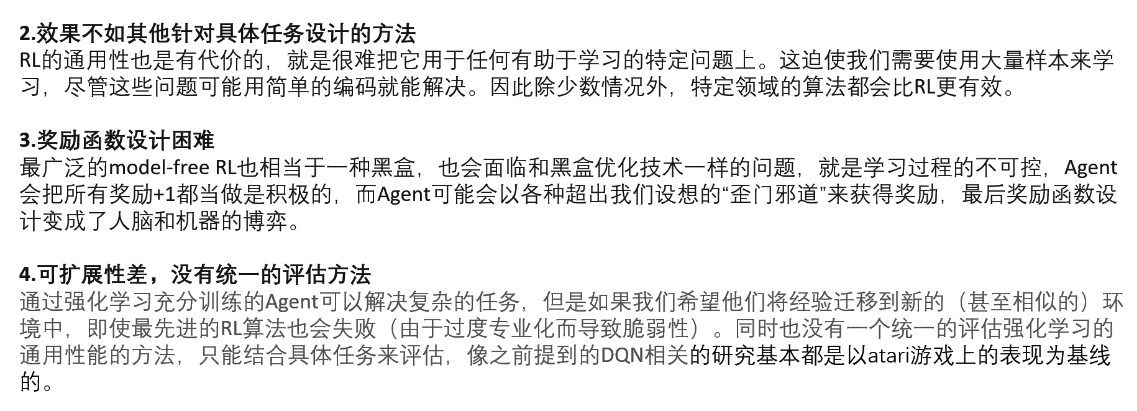 2.效果不如其他针对具体任务设计的方法
RL的通用性也是有代价的，就是很难把它用于任何有助于学习的特定问题上。这迫使我们需要使用大量样本来学
习，尽管这些问题可能用简单的编码就能解决。因此除少数情况外，特定领域的算法都会比RL更有效。
3.奖励函数设计困难
最广泛的model-free RL也相当于一种黑盒，也会面临和黑盒优化技术一样的问题，就是学习过程的不可控，Agent
会把所有奖励+1都当做是积极的，而Agent可能会以各种超出我们设想的“歪门邪道”来获得奖励，最后奖励函数设
计变成了人脑和机器的博弈。
4.可扩展性差，没有统一的评估方法
通过强化学习充分训练的Agent可以解决复杂的任务，但是如果我们希望他们将经验迁移到新的（甚至相似的）环
境中，即使最先进的RL算法也会失败（由于过度专业化而导致脆弱性）。同时也没有一个统一的评估强化学习的
通用性能的方法，只能结合具体任务来评估，像之前提到的DQN相关的研究基本都是以atari游戏上的表现为基线
的。